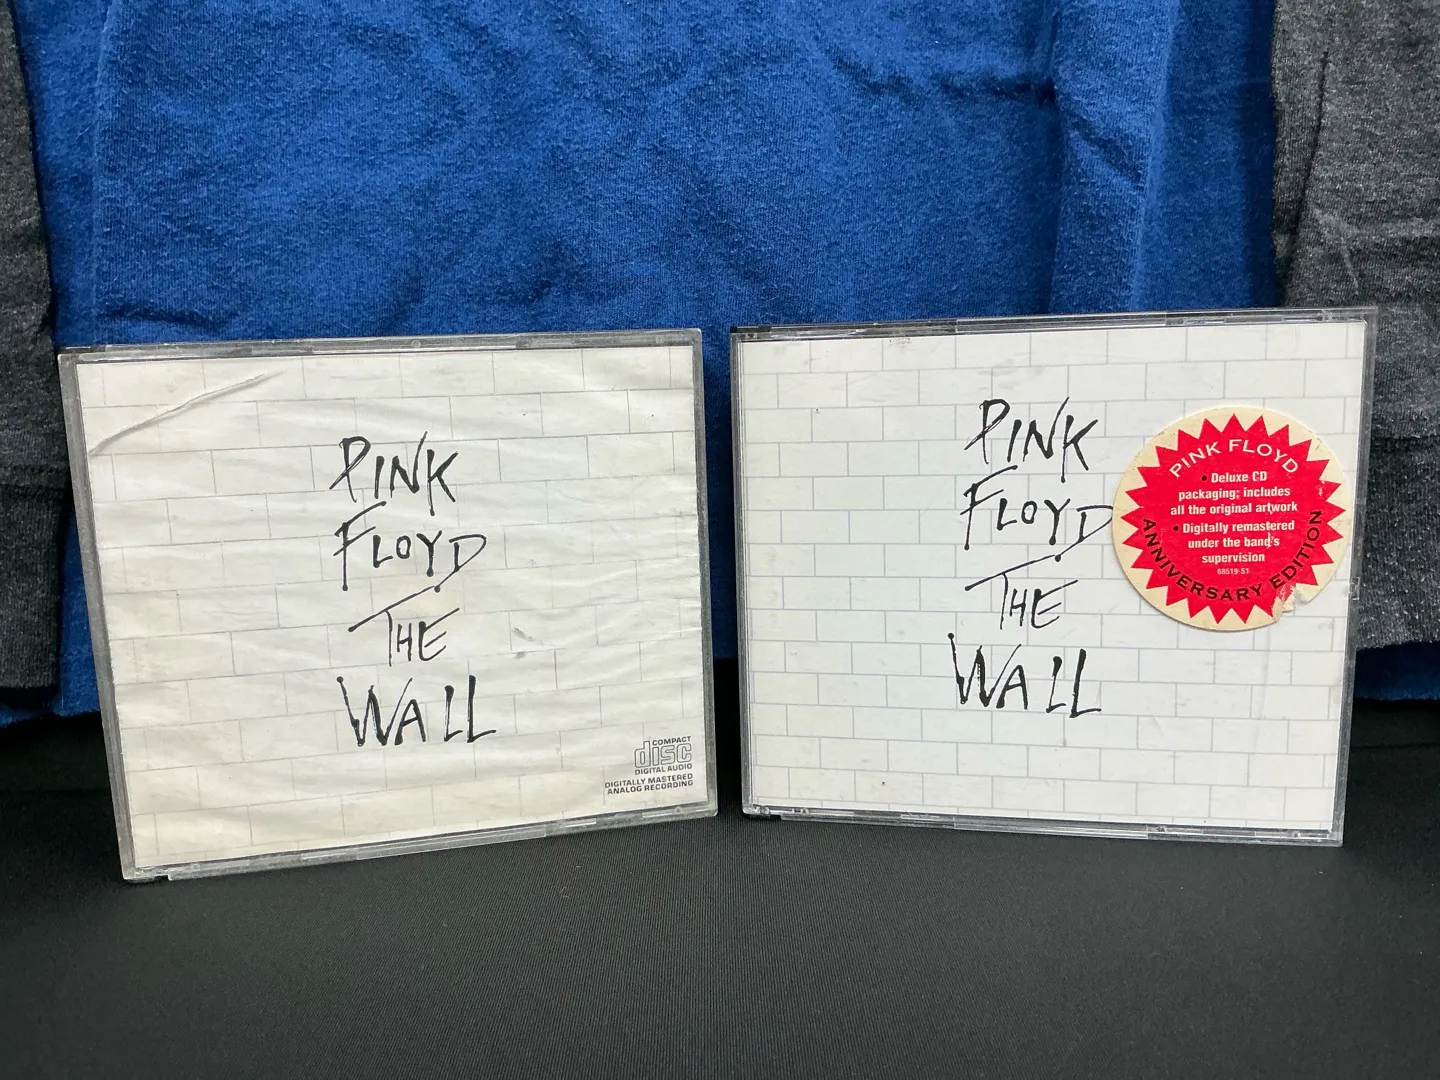 PINK
FLOYD
THE
WALL
COMPACT
disc
DIGITAL AUDIO
DIGITALLY MASTERED
ANALOG RECORDING
PINK
FLOYD
THE
WALL
PINK FLOYD
• Deluxe CD
packaging; includes
all the original artwork
• Digitally remastered
under the band's
supervision
68519-S1
ANNIVERSARY EDITION